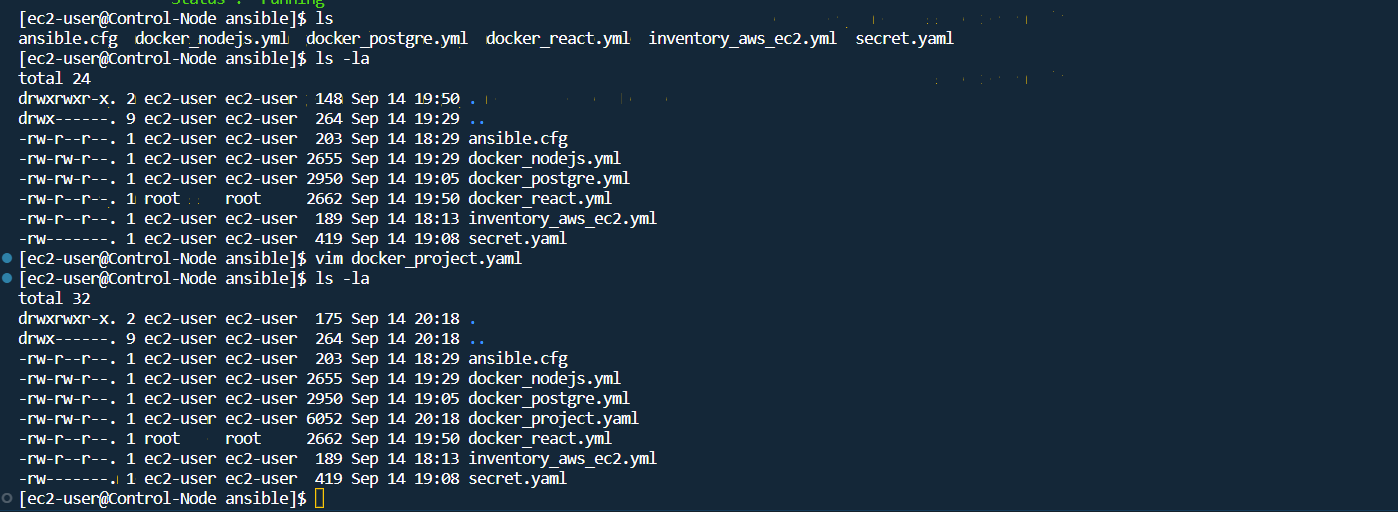 Status : running
[ec2-user@Control-Node ansible]$ ls
ansible.cfg  docker_nodejs.yml  docker_postgre.yml  docker_react.yml  inventory_aws_ec2.yml  secret.yaml
[ec2-user@Control-Node ansible]$ ls -la
total 24
drwxrwxr-x. 2 ec2-user ec2-user  148 Sep 14 19:50 .
drwx------. 9 ec2-user ec2-user  264 Sep 14 19:29 ..
-rw-r--r--. 1 ec2-user ec2-user  203 Sep 14 18:29 ansible.cfg
-rw-rw-r--. 1 ec2-user ec2-user 2655 Sep 14 19:29 docker_nodejs.yml
-rw-rw-r--. 1 ec2-user ec2-user 2950 Sep 14 19:05 docker_postgre.yml
-rw-r--r--. 1 root     root     2662 Sep 14 19:50 docker_react.yml
-rw-r--r--. 1 ec2-user ec2-user  189 Sep 14 18:13 inventory_aws_ec2.yml
-rw-------. 1 ec2-user ec2-user  419 Sep 14 19:08 secret.yaml
[ec2-user@Control-Node ansible]$ vim docker_project.yaml
[ec2-user@Control-Node ansible]$ ls -la
total 32
drwxrwxr-x. 2 ec2-user ec2-user  175 Sep 14 20:18 .
drwx------. 9 ec2-user ec2-user  264 Sep 14 20:18 ..
-rw-r--r--. 1 ec2-user ec2-user  203 Sep 14 18:29 ansible.cfg
-rw-rw-r--. 1 ec2-user ec2-user 2655 Sep 14 19:29 docker_nodejs.yml
-rw-rw-r--. 1 ec2-user ec2-user 2950 Sep 14 19:05 docker_postgre.yml
-rw-rw-r--. 1 ec2-user ec2-user 6052 Sep 14 20:18 docker_project.yaml
-rw-r--r--. 1 root     root     2662 Sep 14 19:50 docker_react.yml
-rw-r--r--. 1 ec2-user ec2-user  189 Sep 14 18:13 inventory_aws_ec2.yml
-rw-------. 1 ec2-user ec2-user  419 Sep 14 19:08 secret.yaml
[ec2-user@Control-Node ansible]$